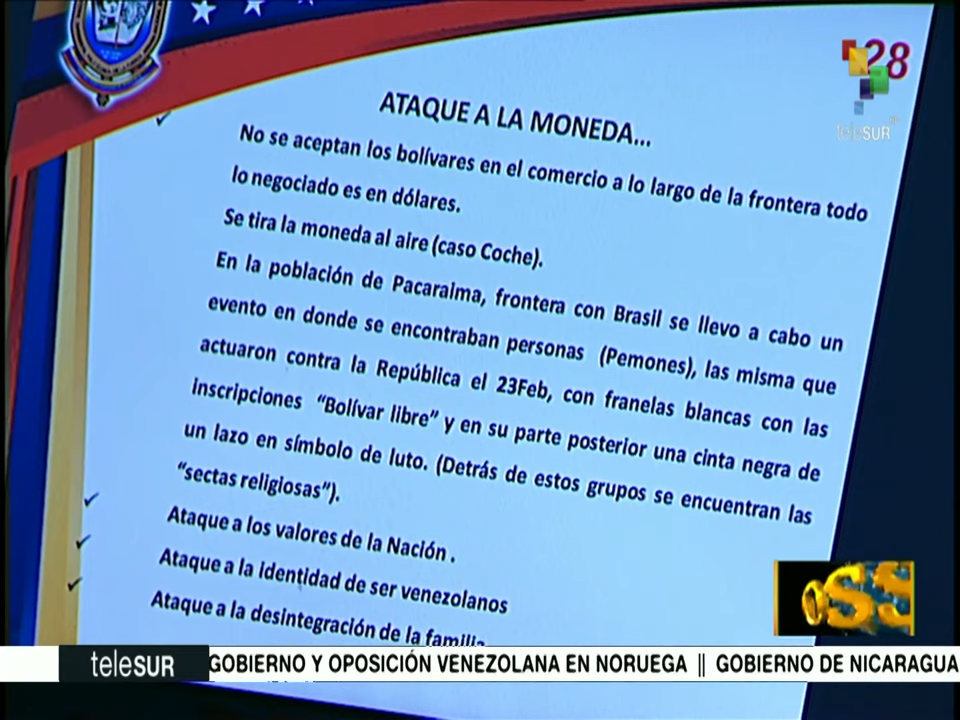 28
teleSUR
ATAQUE A LA MONEDA...
No se aceptan los bolívares en el comercio a lo largo de la frontera todo
lo negociado es en dólares.
Se tira la moneda al aire (caso Coche).
En la población de Pacaraima, frontera con Brasil se llevo a cabo un
evento en donde se encontraban personas (Pemones), las misma que
actuaron contra la República el 23Feb, con franelas blancas con las
inscripciones “Bolívar libre” y en su parte posterior una cinta negra de
un lazo en símbolo de luto. (Detrás de estos grupos se encuentran las
“sectas religiosas”).
Ataque a los valores de la Nación .
Ataque a la identidad de ser venezolanos
Ataque a la desintegración de la familia
teleSUR GOBIERNO Y OPOSICIÓN VENEZOLANA EN NORUEGA || GOBIERNO DE NICARAGUA